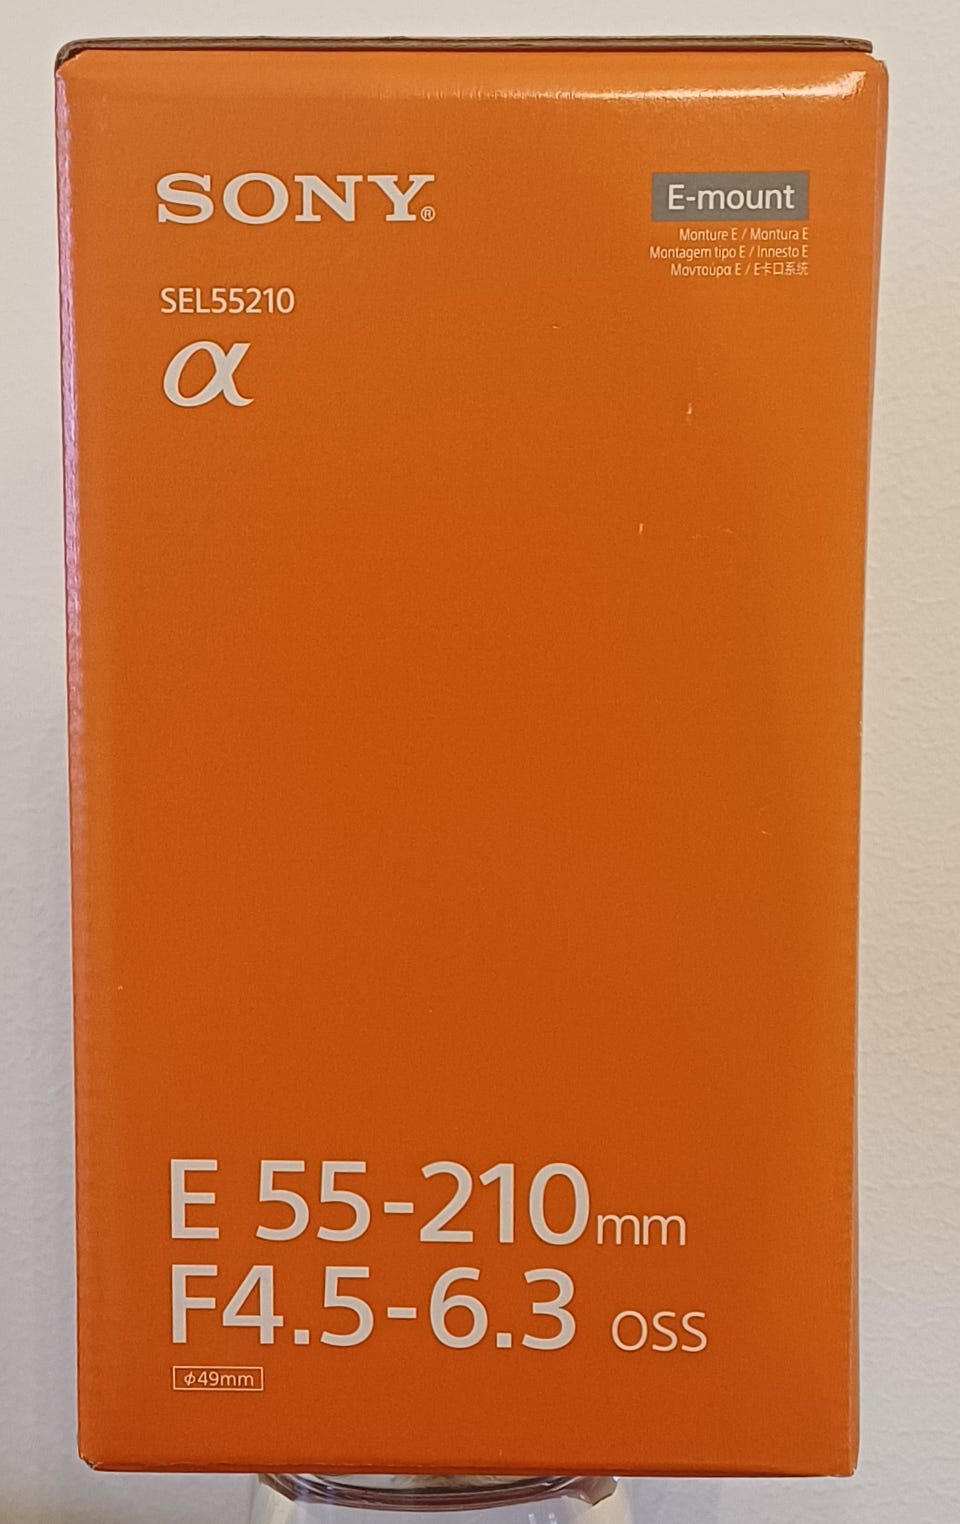 SONY®
E-mount
Monture E / Montura E
Montagem tipo E / Innesto E
Μοντούρα E / E卡口系统
SEL55210
α
E 55-210mm
F4.5-6.3 OSS
ϕ49mm